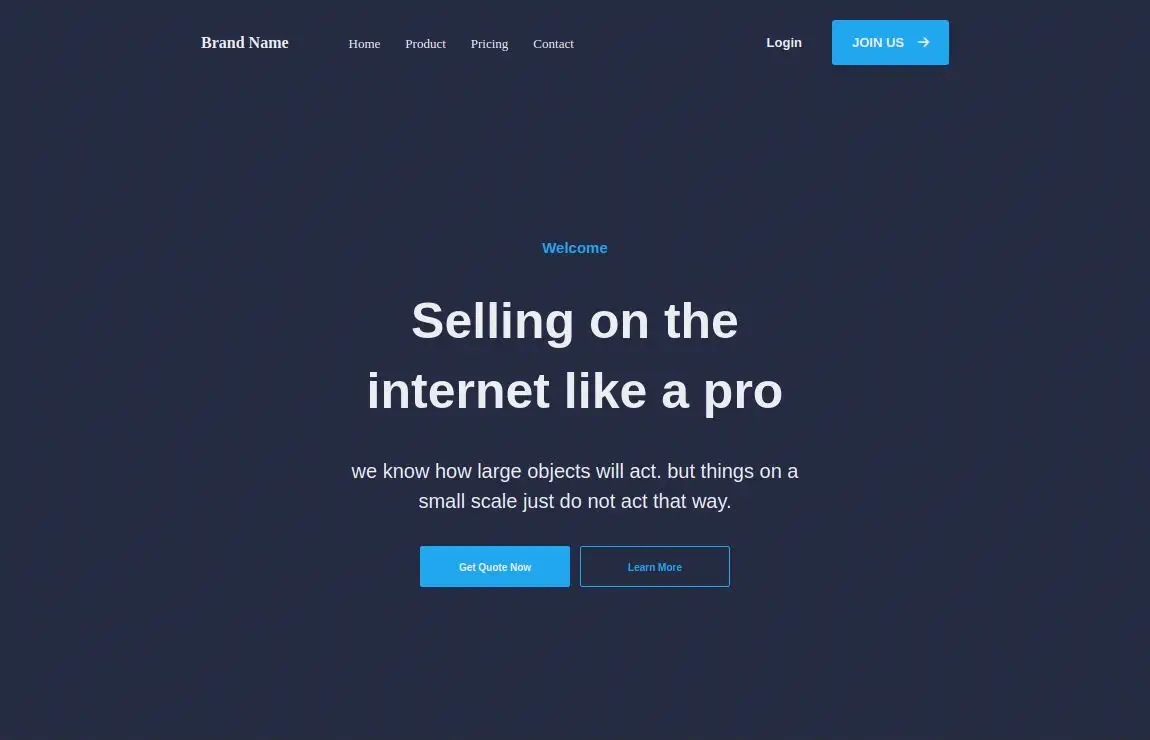 Brand Name Home Product Pricing Contact Login JOIN US
Welcome
Selling on the
internet like a pro
we know how large objects will act. but things on a
small scale just do not act that way.
Get Quote Now Learn More